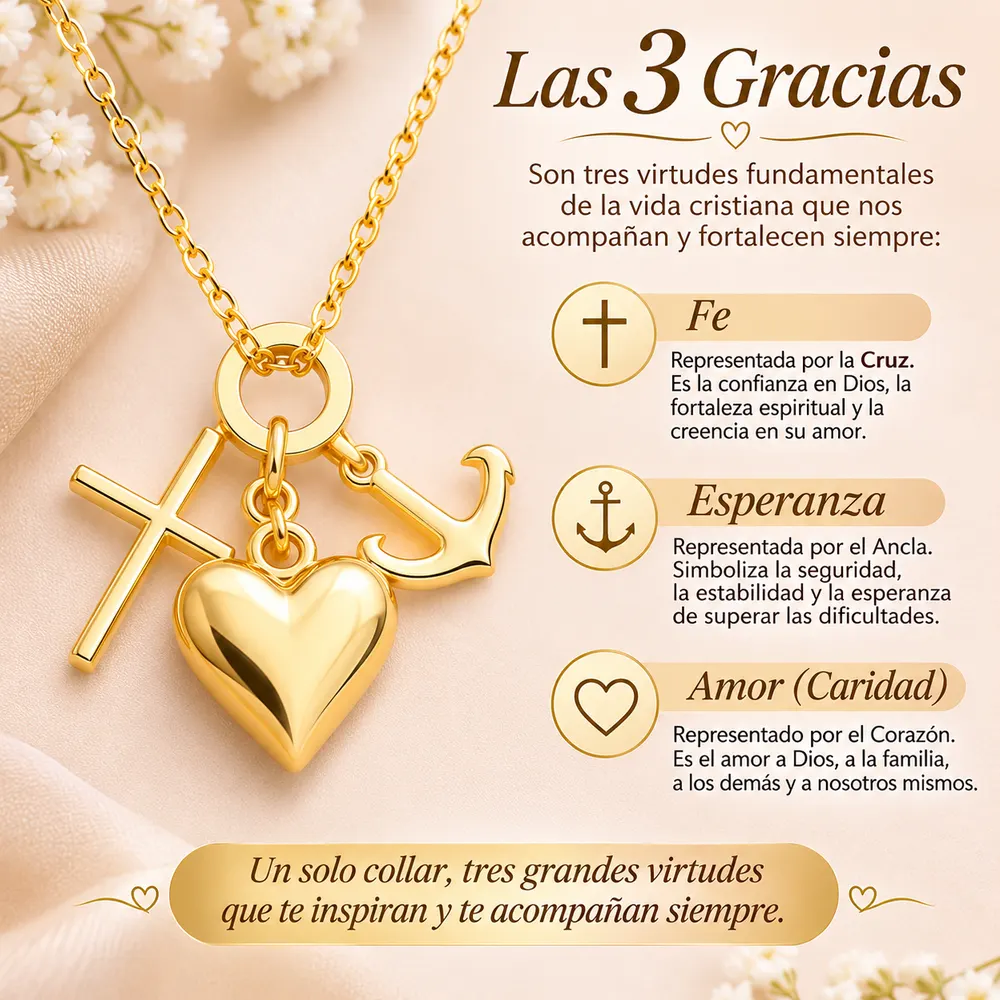 Las 3 Gracias
Son tres virtudes fundamentales
de la vida cristiana que nos
acompañan y fortalecen siempre:
Fe
Representada por la Cruz.
Es la confianza en Dios, la
fortaleza espiritual y la
creencia en su amor.
Esperanza
Representada por el Ancla.
Simboliza la seguridad,
la estabilidad y la esperanza
de superar las dificultades.
Amor (Caridad)
Representado por el Corazón.
Es el amor a Dios, a la familia,
a los demás y a nosotros mismos.
Un solo collar, tres grandes virtudes
que te inspiran y te acompañan siempre.